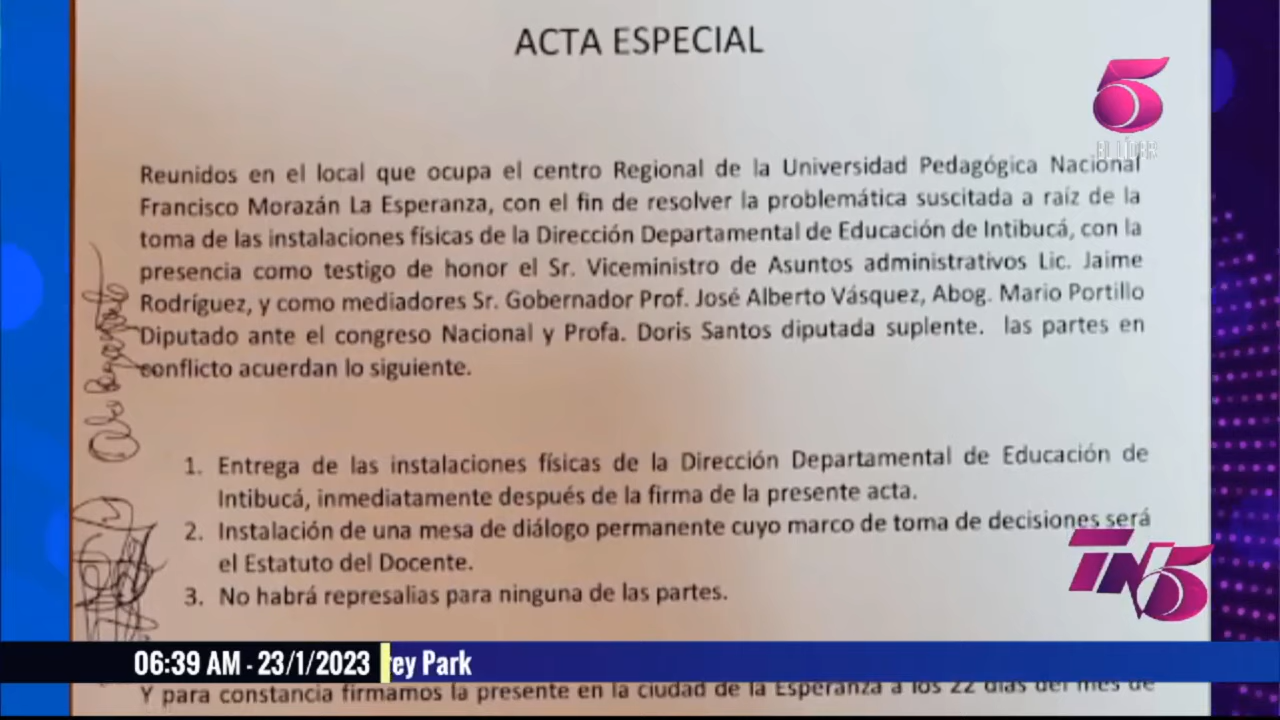 ACTA ESPECIAL
5
EL LÍDER
Reunidos en el local que ocupa el centro Regional de la Universidad Pedagógica Nacional
Francisco Morazán La Esperanza, con el fin de resolver la problemática suscitada a raíz de la
toma de las instalaciones físicas de la Dirección Departamental de Educación de Intibucá, con la
presencia como testigo de honor el Sr. Viceministro de Asuntos administrativos Lic. Jaime
Rodríguez, y como mediadores Sr. Gobernador Prof. José Alberto Vásquez, Abog. Mario Portillo
Diputado ante el congreso Nacional y Profa. Doris Santos diputada suplente. las partes en
conflicto acuerdan lo siguiente.
1. Entrega de las instalaciones físicas de la Dirección Departamental de Educación de
Intibucá, inmediatamente después de la firma de la presente acta.
2. Instalación de una mesa de diálogo permanente cuyo marco de toma de decisiones será
el Estatuto del Docente.
3. No habrá represalias para ninguna de las partes.
TN5
06:39 AM - 23/1/2023 rey Park
Y para constancia firmamos la presente en la ciudad de la Esperanza a los 22 días del mes de